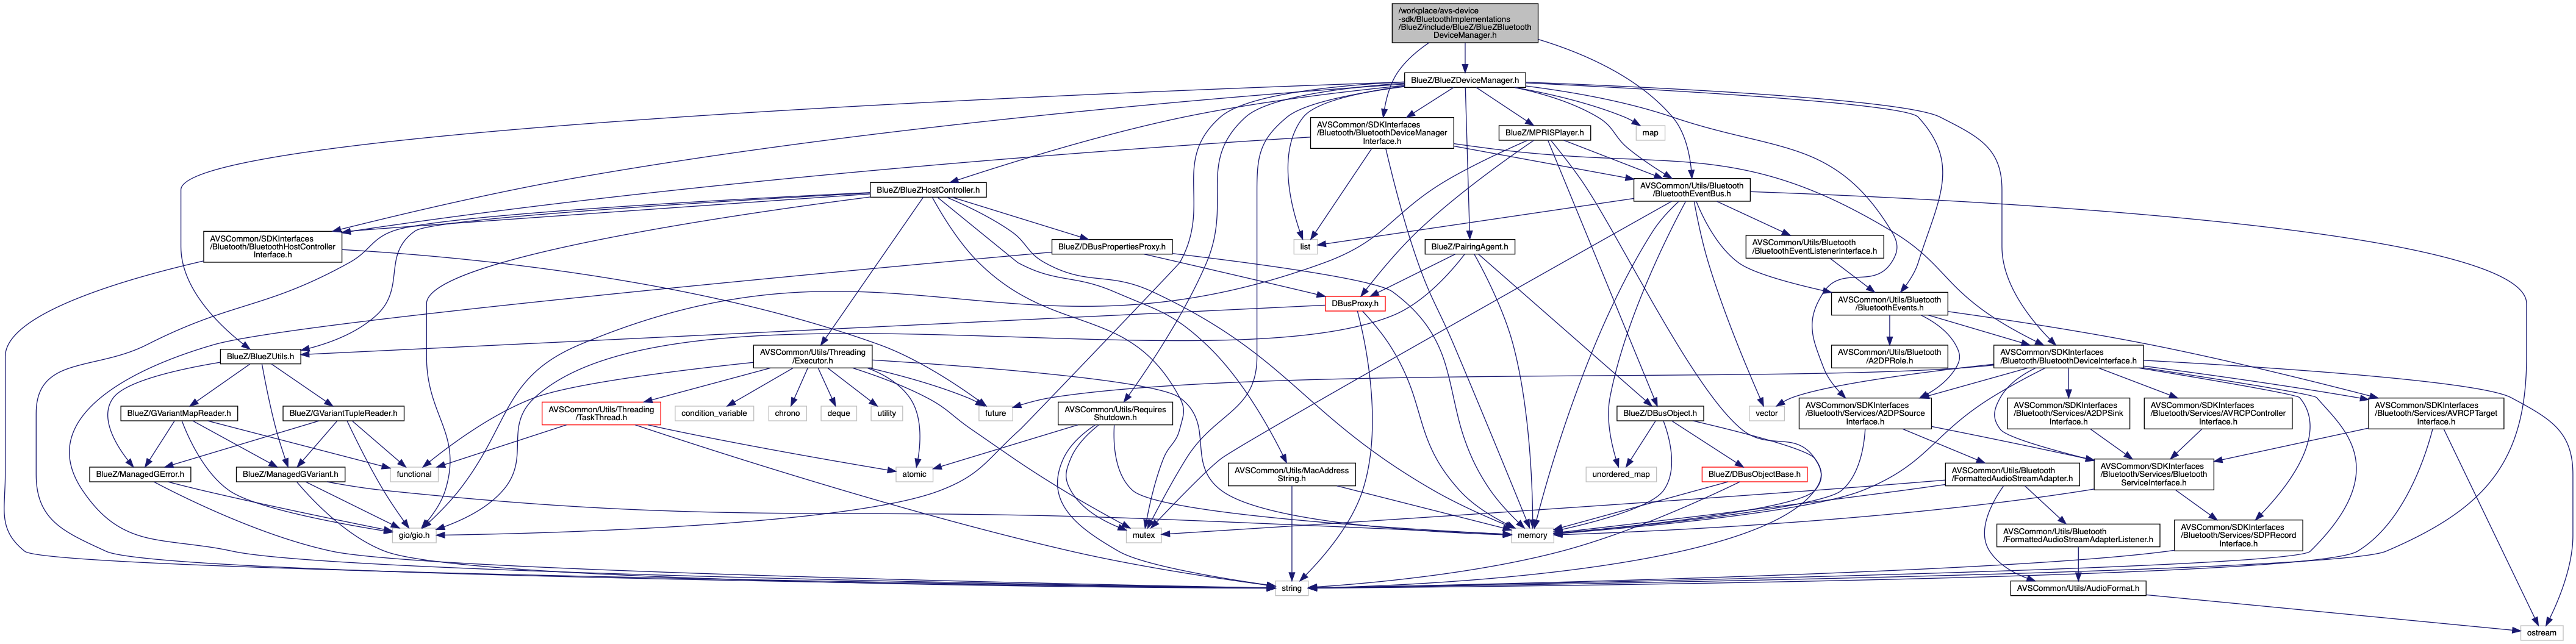 /workplace/avs-device
-sdk/BluetoothImplementations
/BlueZ/include/BlueZ/BlueZBluetooth
DeviceManager.h
BlueZ/BlueZDeviceManager.h
AVSCommon/SDKInterfaces
/Bluetooth/BluetoothDeviceManager
Interface.h
BlueZ/MPRISPlayer.h
map
BlueZ/BlueZHostController.h
AVSCommon/Utils/Bluetooth
/BluetoothEventBus.h
AVSCommon/SDKInterfaces
/Bluetooth/BluetoothHostController
Interface.h
BlueZ/DBusPropertiesProxy.h
list
BlueZ/PairingAgent.h
AVSCommon/Utils/Bluetooth
/BluetoothEventListenerInterface.h
DBusProxy.h
AVSCommon/Utils/Bluetooth
/BluetoothEvents.h
BlueZ/BlueZUtils.h
AVSCommon/Utils/Threading
/Executor.h
AVSCommon/Utils/Bluetooth
/A2DPRole.h
AVSCommon/SDKInterfaces
/Bluetooth/BluetoothDeviceInterface.h
BlueZ/GVariantMapReader.h
BlueZ/GVariantTupleReader.h
AVSCommon/Utils/Threading
/TaskThread.h
condition_variable
chrono
deque
utility
future
AVSCommon/Utils/Requires
Shutdown.h
BlueZ/DBusObject.h
vector
AVSCommon/SDKInterfaces
/Bluetooth/Services/A2DPSource
Interface.h
AVSCommon/SDKInterfaces
/Bluetooth/Services/A2DPSink
Interface.h
AVSCommon/SDKInterfaces
/Bluetooth/Services/AVRCPController
Interface.h
AVSCommon/SDKInterfaces
/Bluetooth/Services/AVRCPTarget
Interface.h
BlueZ/ManagedGError.h
BlueZ/ManagedGVariant.h
functional
atomic
AVSCommon/Utils/MacAddress
String.h
unordered_map
BlueZ/DBusObjectBase.h
AVSCommon/Utils/Bluetooth
/FormattedAudioStreamAdapter.h
AVSCommon/SDKInterfaces
/Bluetooth/Services/Bluetooth
ServiceInterface.h
gio/gio.h
mutex
memory
AVSCommon/Utils/Bluetooth
/FormattedAudioStreamAdapterListener.h
AVSCommon/SDKInterfaces
/Bluetooth/Services/SDPRecord
Interface.h
string
AVSCommon/Utils/AudioFormat.h
ostream